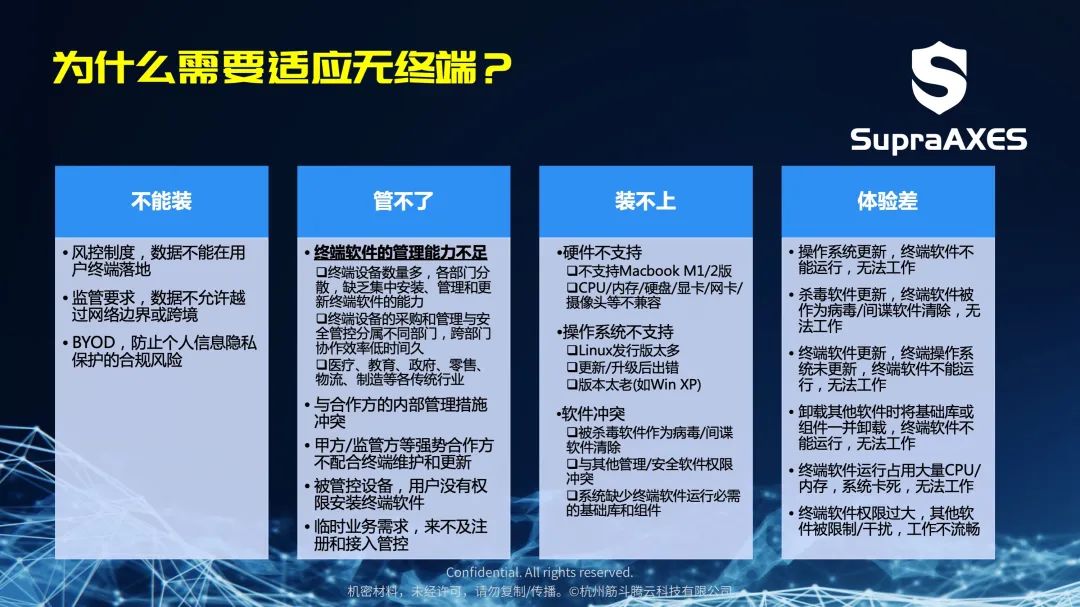 为什么需要适应无终端？
SupraAXES
不能装
• 风控制度，数据不能在用
户终端落地
• 监管要求，数据不允许越
过网络边界或跨境
• BYOD，防止个人信息隐私
保护的合规风险
管不了
• 终端软件的管理能力不足
❑终端设备数量多，各部门分
散，缺乏集中安装、管理和更
新终端软件的能力
❑终端设备的采购和管理与安
全管控分属不同部门，跨部门
协作效率低时间久
❑医疗、教育、政府、零售、
物流、制造等各传统行业
• 与合作方的内部管理措施
冲突
• 甲方/监管方等强势合作方
不配合终端维护和更新
• 被管控设备，用户没有权
限安装终端软件
• 临时业务需求，来不及注
册和接入管控
装不上
•硬件不支持
❑不支持Macbook M1/2版
❑CPU/内存/硬盘/显卡/网卡/
摄像头等不兼容
•操作系统不支持
❑Linux发行版太多
❑更新/升级后出错
❑版本太老(如Win XP)
•软件冲突
❑被杀毒软件作为病毒/间谍
软件清除
❑与其他管理/安全软件权限
冲突
❑系统缺少终端软件运行必需
的基础库和组件
体验差
• 操作系统更新，终端软件不
能运行，无法工作
• 杀毒软件更新，终端软件被
作为病毒/间谍软件清除，无
法工作
• 终端软件更新，终端操作系
统未更新，终端软件不能运
行，无法工作
• 卸载其他软件时将基础库或
组件一并卸载，终端软件不
能运行，无法工作
• 终端软件运行占用大量CPU/
内存，系统卡死，无法工作
• 终端软件权限过大，其他软
件被限制/干扰，工作不流畅
Confidential. All rights reserved.
机密材料，未经许可，请勿复制/传播。©杭州筋斗腾云科技有限公司